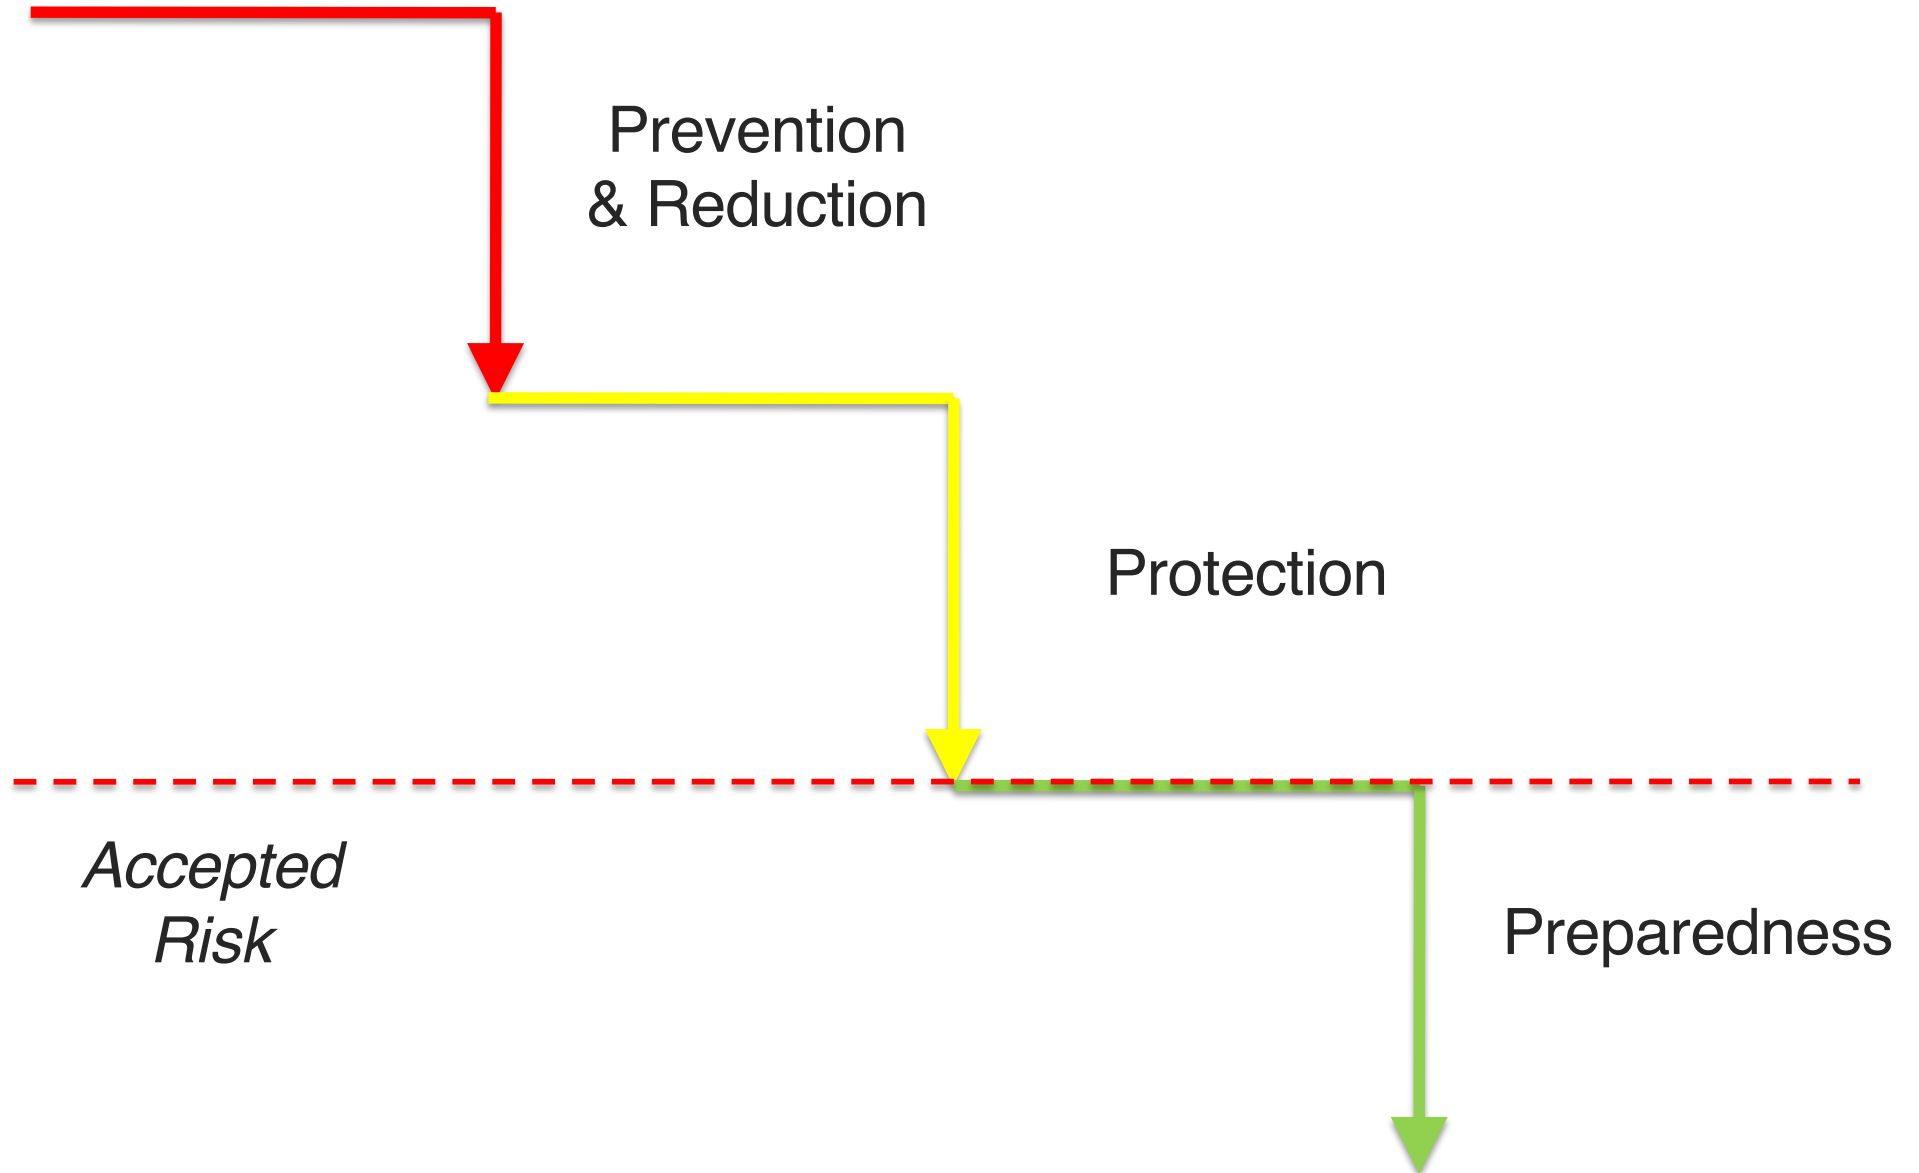 Prevention
& Reduction
Protection
Accepted
Risk
Preparedness